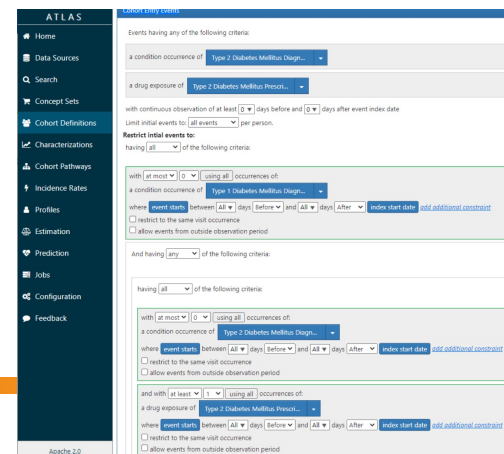 ATLAS
Home
Data Sources
Search
Concept Sets
Cohort Definitions
Characterizations
Cohort Pathways
Incidence Rates
Profiles
Estimation
Prediction
Jobs
Configuration
Feedback
Apache 2.0
Cohort Entry Events
Events having any of the following criteria:
a condition occurrence of Type 2 Diabetes Mellitus Diagn...
a drug exposure of Type 2 Diabetes Mellitus Prescri...
with continuous observation of at least 0 days before and 0 days after event index date
Limit initial events to: all events per person.
Restrict initial events to:
having all of the following criteria:
with at most 0 using all occurrences of:
a condition occurrence of Type 1 Diabetes Mellitus Diagn...
where event starts between All days Before and All days After index start date add additional constraint
restrict to the same visit occurrence
allow events from outside observation period
And having any of the following criteria:
having all of the following criteria:
with at most 0 using all occurrences of:
a condition occurrence of Type 2 Diabetes Mellitus Diagn...
where event starts between All days Before and All days After index start date add additional constraint
restrict to the same visit occurrence
allow events from outside observation period
and with at least 1 using all occurrences of:
a drug exposure of Type 2 Diabetes Mellitus Prescri...
where event starts between All days Before and All days After index start date add additional constraint
restrict to the same visit occurrence
allow events from outside observation period